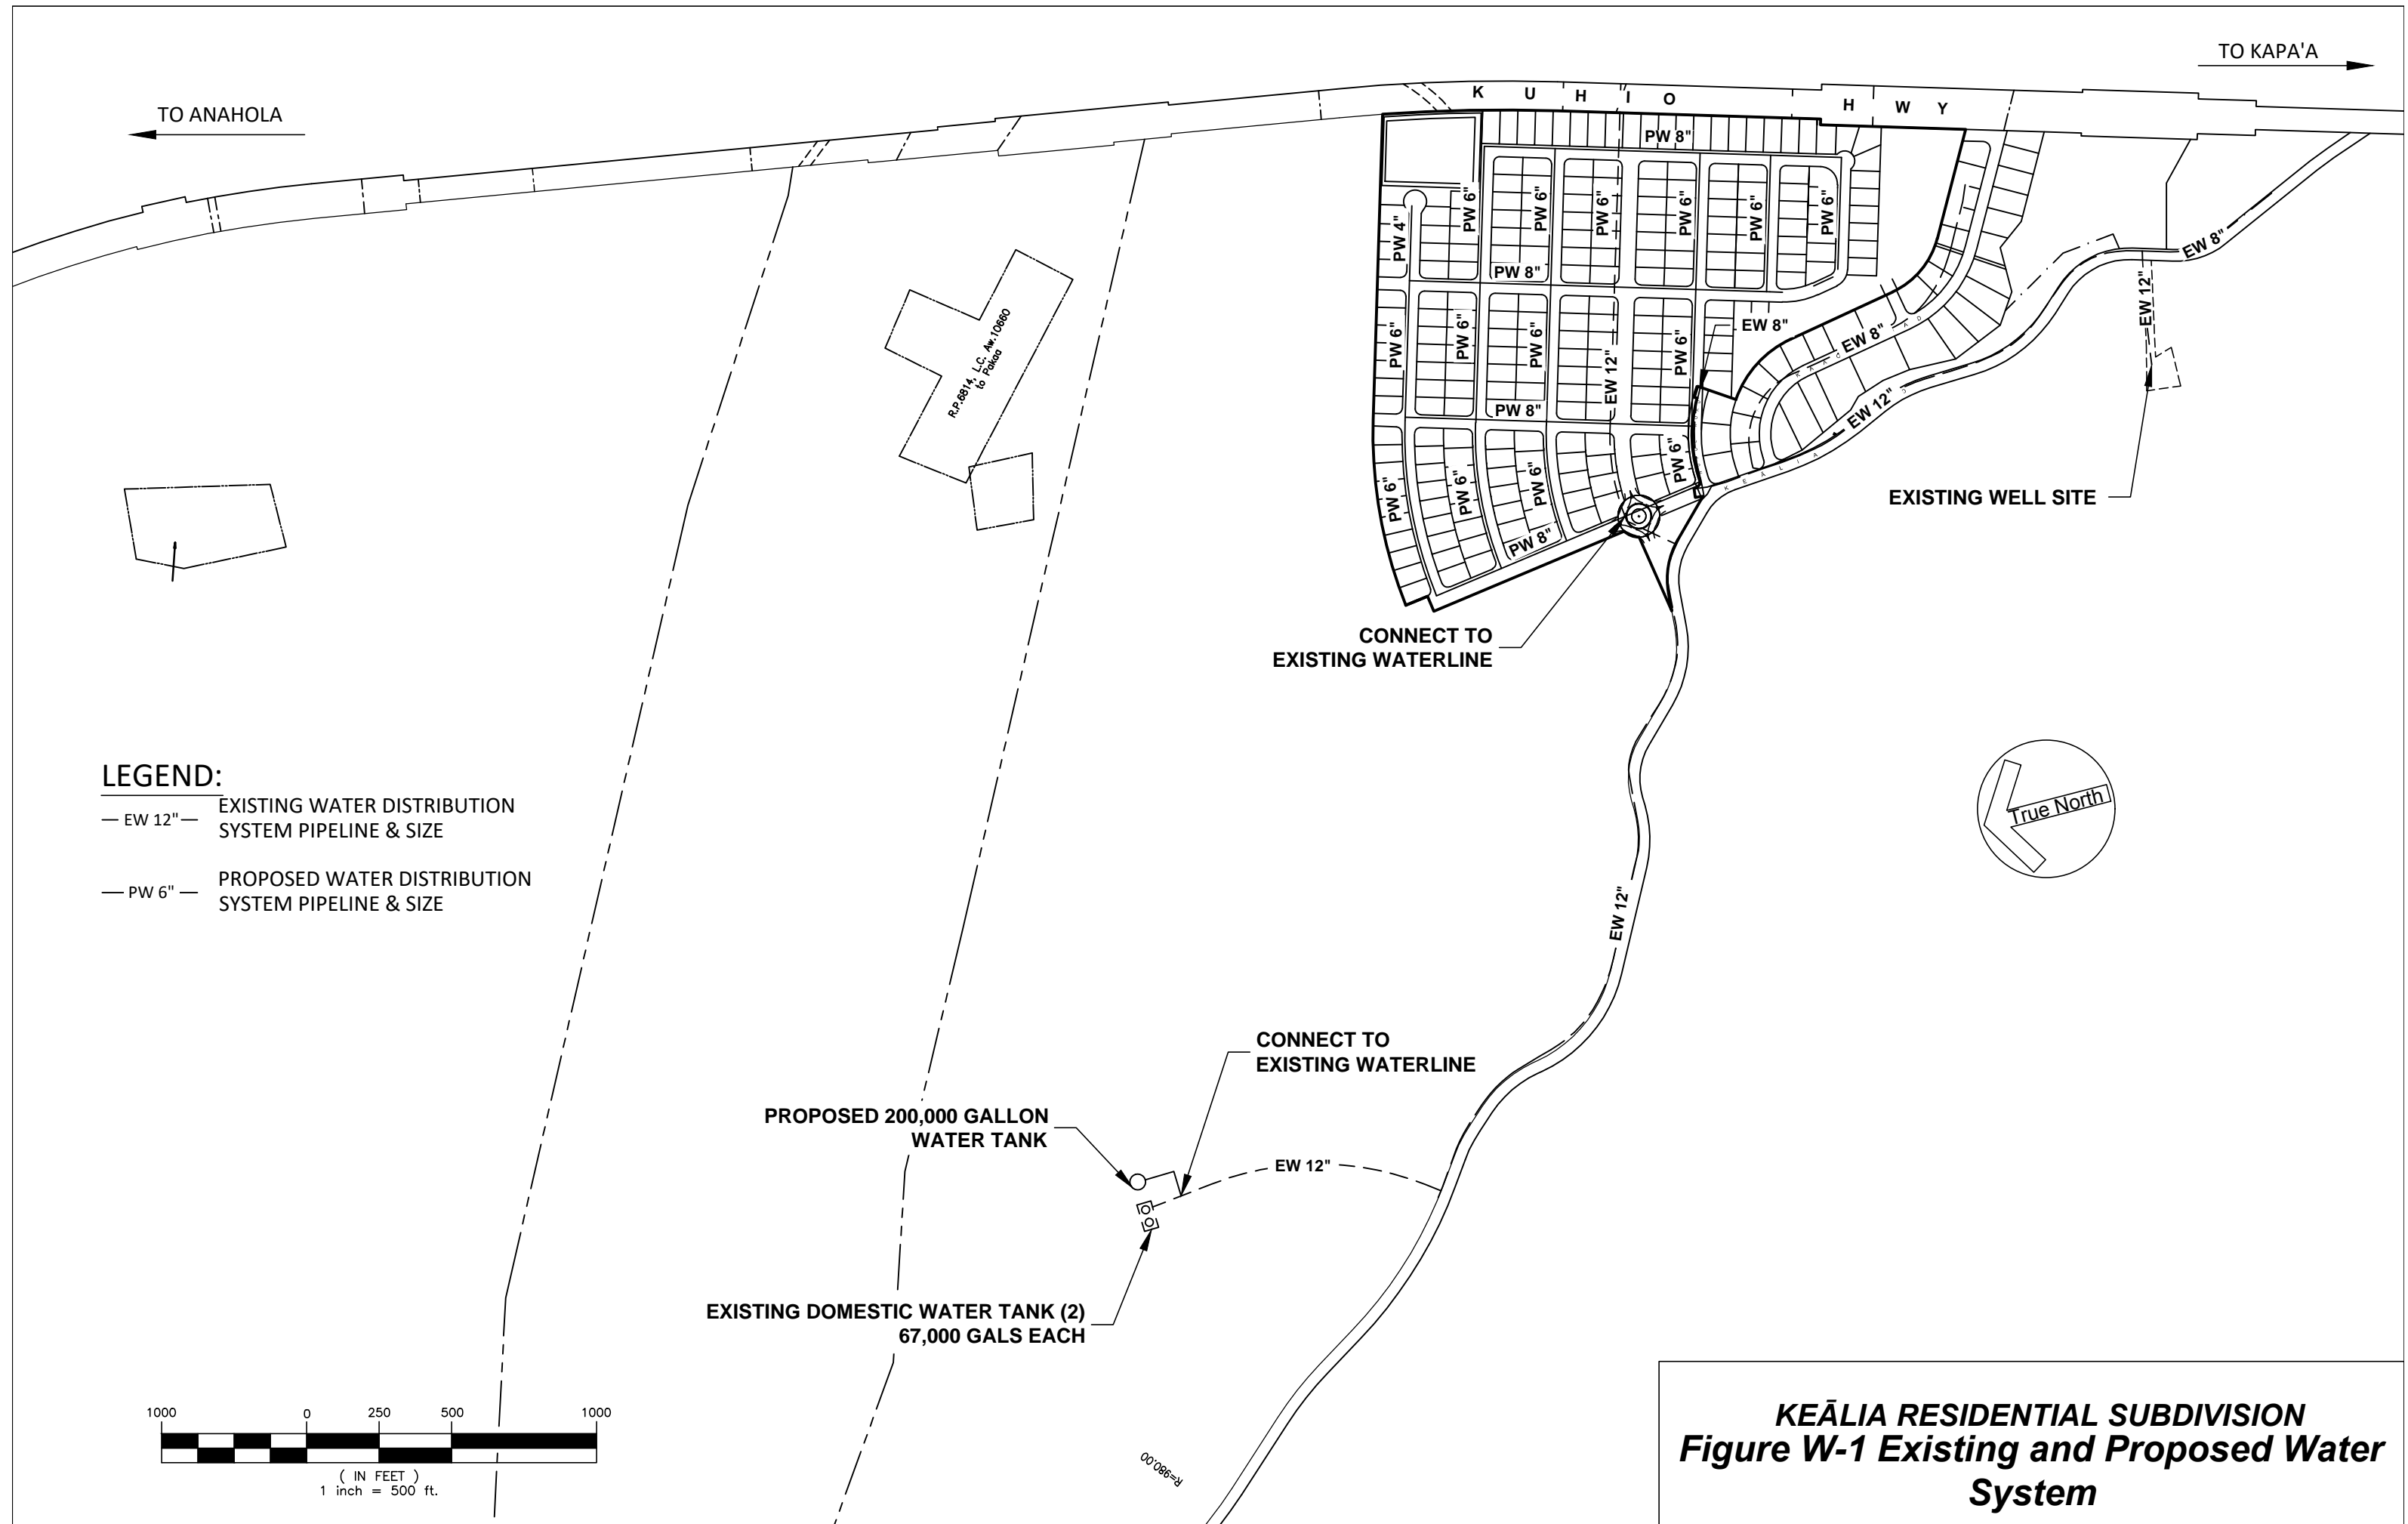 TO KAPA'A
TO ANAHOLA
K U H I O H W Y
PW 8"
PW 4"
PW 6"
PW 6"
PW 6"
PW 6"
PW 6"
PW 6"
PW 8"
EW 8"
EW 12"
R.P.6814, L.C. Aw.10660
to Pakaa
PW 6"
PW 6"
PW 6"
EW 12"
PW 6"
EW 8"
EW 8"
PW 8"
EW 12"
PW 6"
PW 6"
PW 6"
PW 6"
PW 8"
K E A L I A
EXISTING WELL SITE
CONNECT TO
EXISTING WATERLINE
LEGEND:
EW 12"
EXISTING WATER DISTRIBUTION
SYSTEM PIPELINE & SIZE
PW 6"
PROPOSED WATER DISTRIBUTION
SYSTEM PIPELINE & SIZE
True North
EW 12"
CONNECT TO
EXISTING WATERLINE
PROPOSED 200,000 GALLON
WATER TANK
EW 12"
EXISTING DOMESTIC WATER TANK (2)
67,000 GALS EACH
1000 0 250 500 1000
( IN FEET )
1 inch = 500 ft.
R=980.00
KEĀLIA RESIDENTIAL SUBDIVISION
Figure W-1 Existing and Proposed Water
System